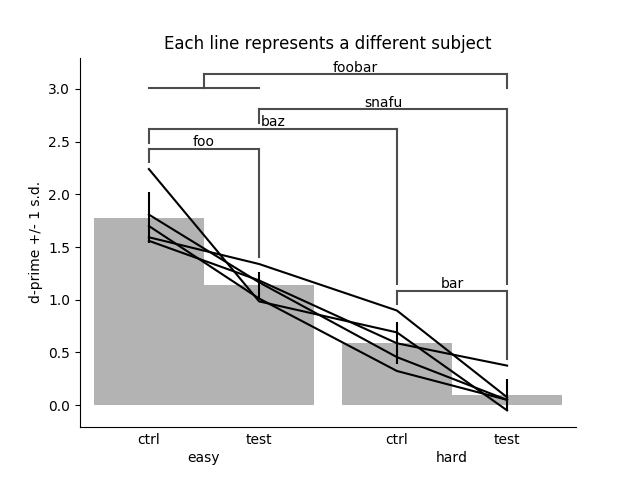 Each line represents a different subject
foobar
snafu
baz
foo
bar
d-prime +/- 1 s.d.
3.0
2.5
2.0
1.5
1.0
0.5
0.0
ctrl test ctrl test
easy hard